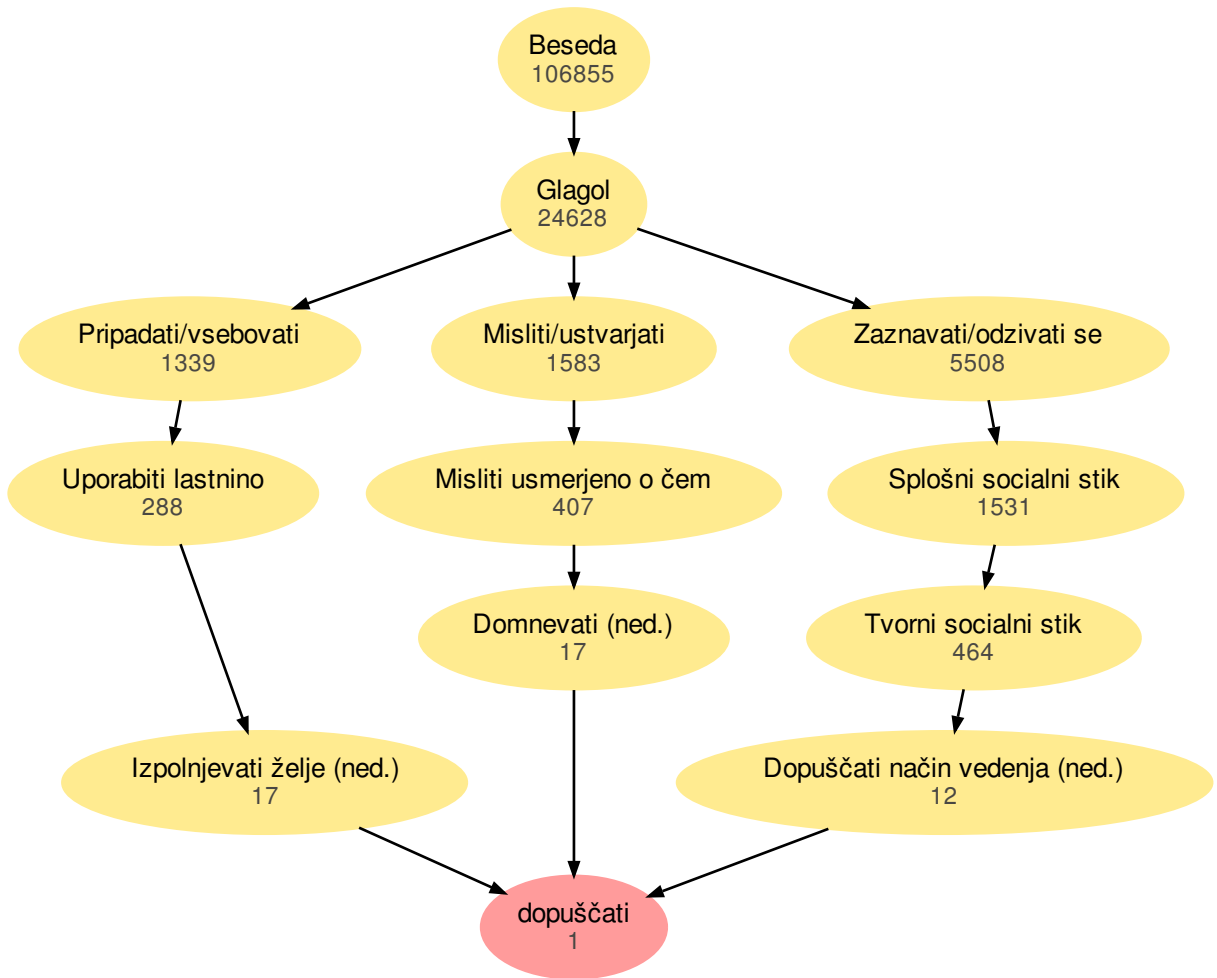 Beseda
106855
Glagol
24628
Pripadati/vsebovati
1339
Misliti/ustvarjati
1583
Zaznavati/odzivati se
5508
Uporabiti lastnino
288
Misliti usmerjeno o čem
407
Splošni socialni stik
1531
Domnevati (ned.)
17
Tvorni socialni stik
464
Izpolnjevati želje (ned.)
17
Dopuščati način vedenja (ned.)
12
dopuščati
1